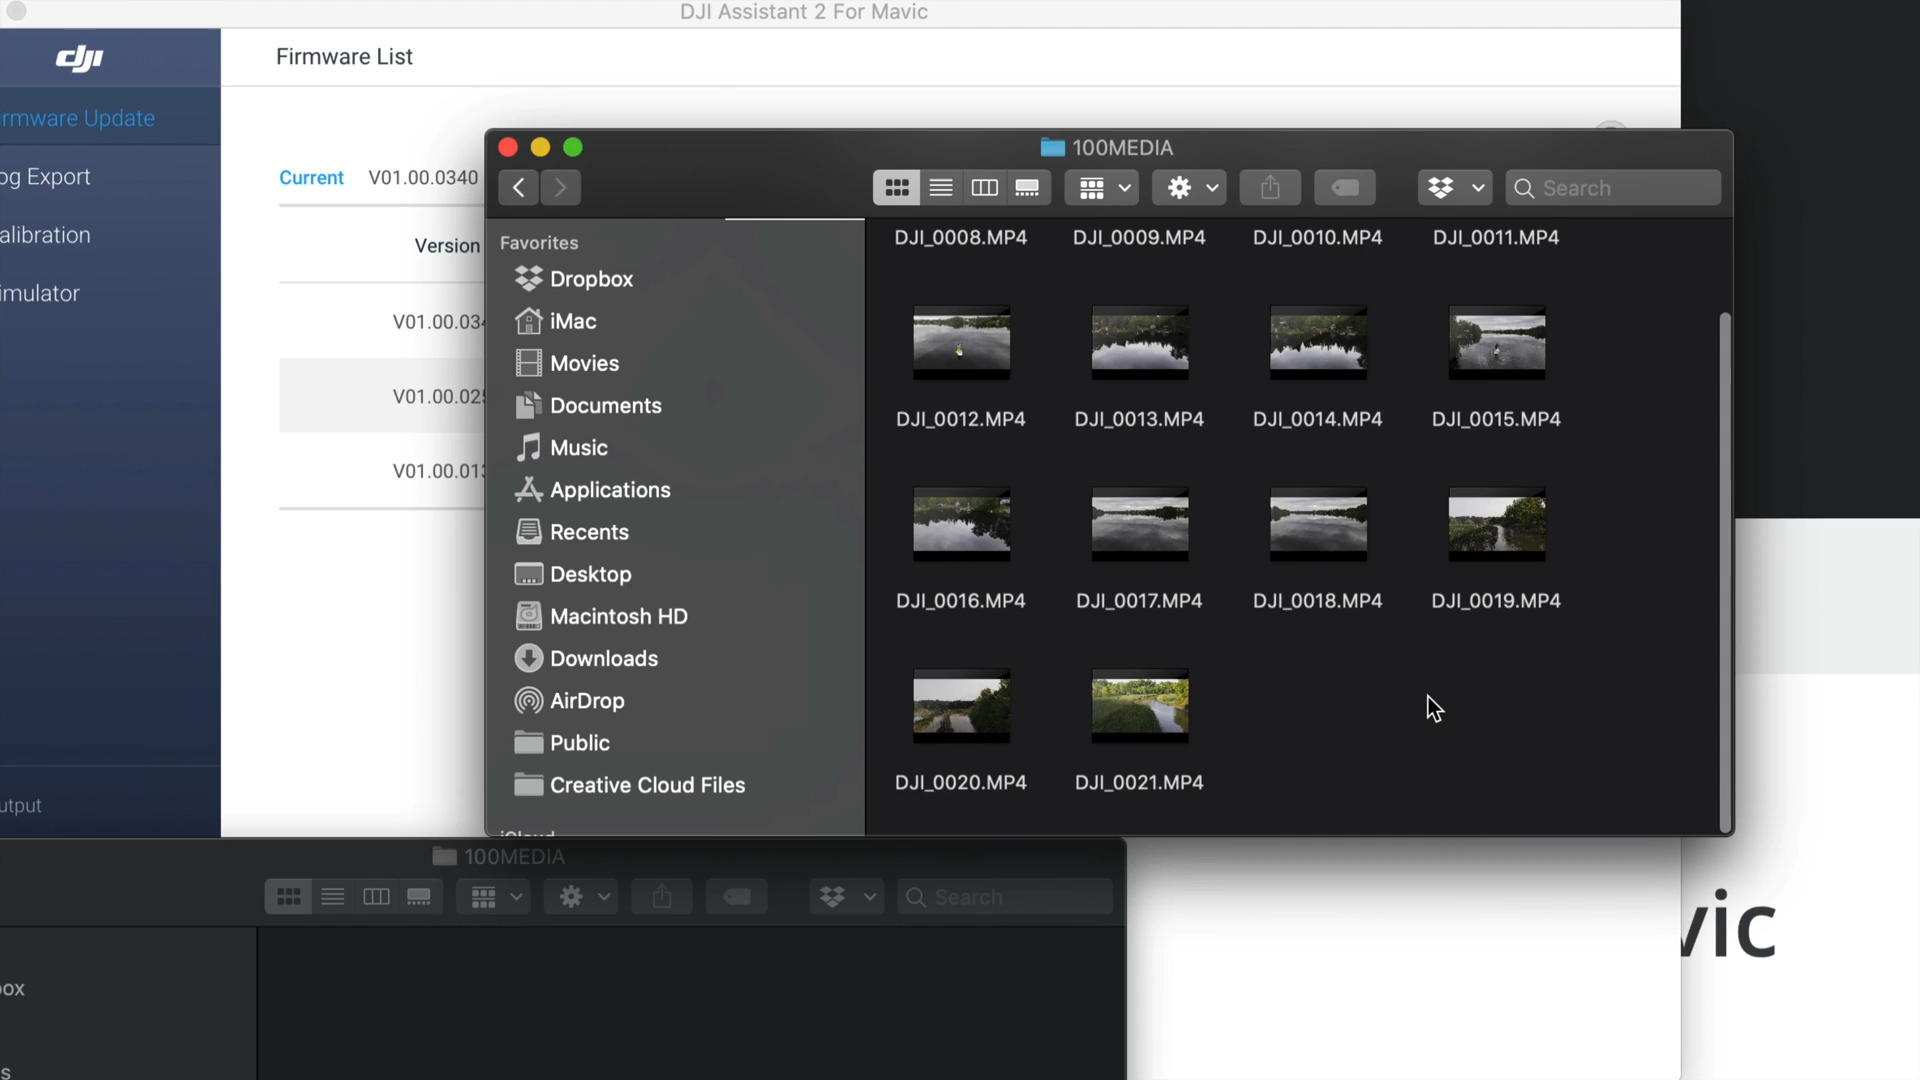 DJI Assistant 2 For Mavic
dji
Firmware List
rmware Update
og Export
alibration
imulator
utput
Current V01.00.0340
Version
V01.00.034
V01.00.025
V01.00.013
100MEDIA
Search
Favorites
Dropbox
iMac
Movies
Documents
Music
Applications
Recents
Desktop
Macintosh HD
Downloads
AirDrop
Public
Creative Cloud Files
iCloud
DJI_0008.MP4 DJI_0009.MP4 DJI_0010.MP4 DJI_0011.MP4
DJI_0012.MP4 DJI_0013.MP4 DJI_0014.MP4 DJI_0015.MP4
DJI_0016.MP4 DJI_0017.MP4 DJI_0018.MP4 DJI_0019.MP4
DJI_0020.MP4 DJI_0021.MP4
100MEDIA
Search
ox
s
vic